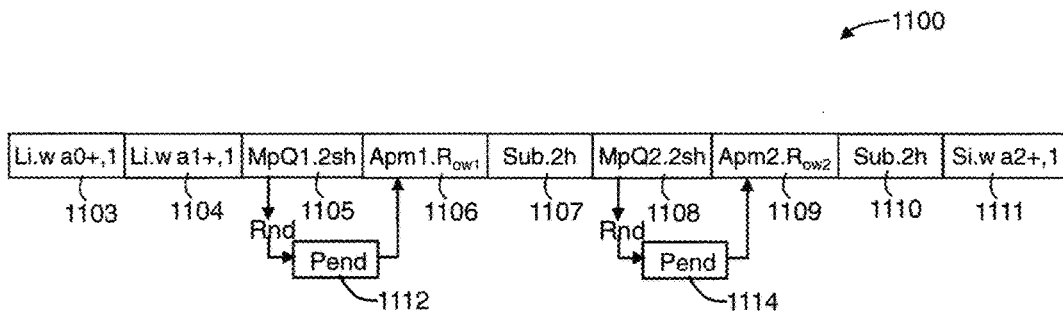 1100
Li.w a0+,1 Li.w a1+,1 MpQ1.2sh Apm1.Row1 Sub.2h MpQ2.2sh Apm2.Row2 Sub.2h Si.w a2+,1
1103 1104 1105 1106 1107 1108 1109 1110 1111
Rnd Rnd
Pend Pend
1112 1114